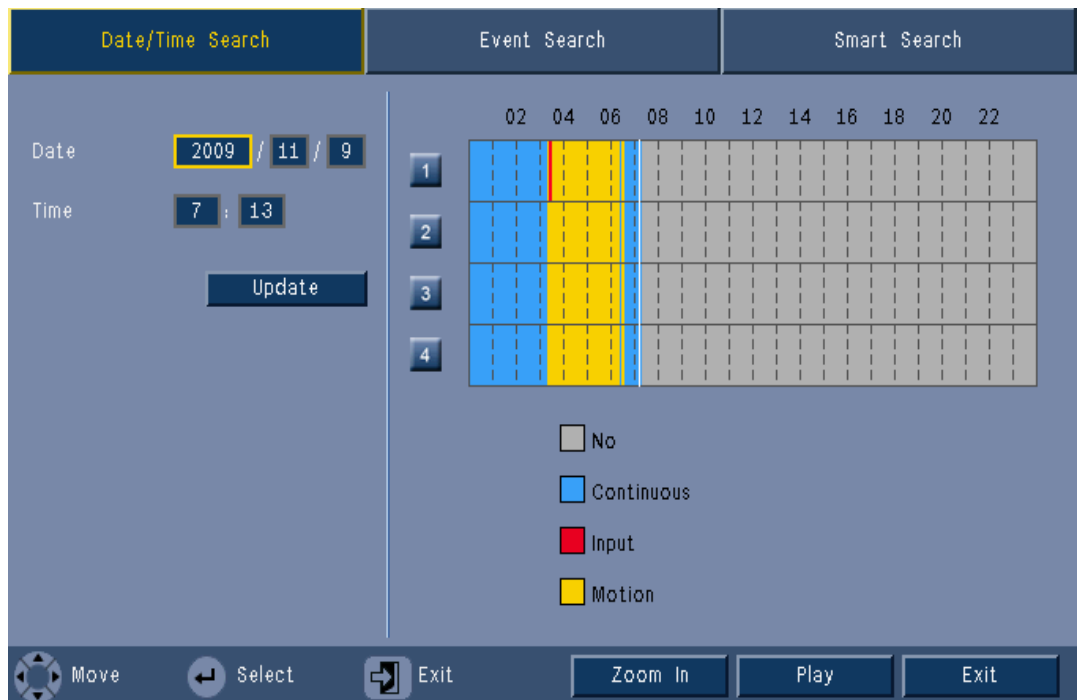 Date/Time Search
Event Search
Smart Search
Date 2009 / 11 / 9
Time 7 : 13
Update
02 04 06 08 10 12 14 16 18 20 22
1
2
3
4
No
Continuous
Input
Motion
Move
Select
Exit
Zoom In
Play
Exit